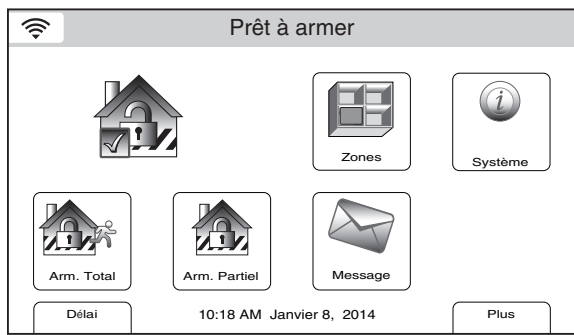 Prêt à armer
Zones
Système
Arm. Total
Arm. Partiel
Message
Délai
10:18 AM Janvier 8, 2014
Plus